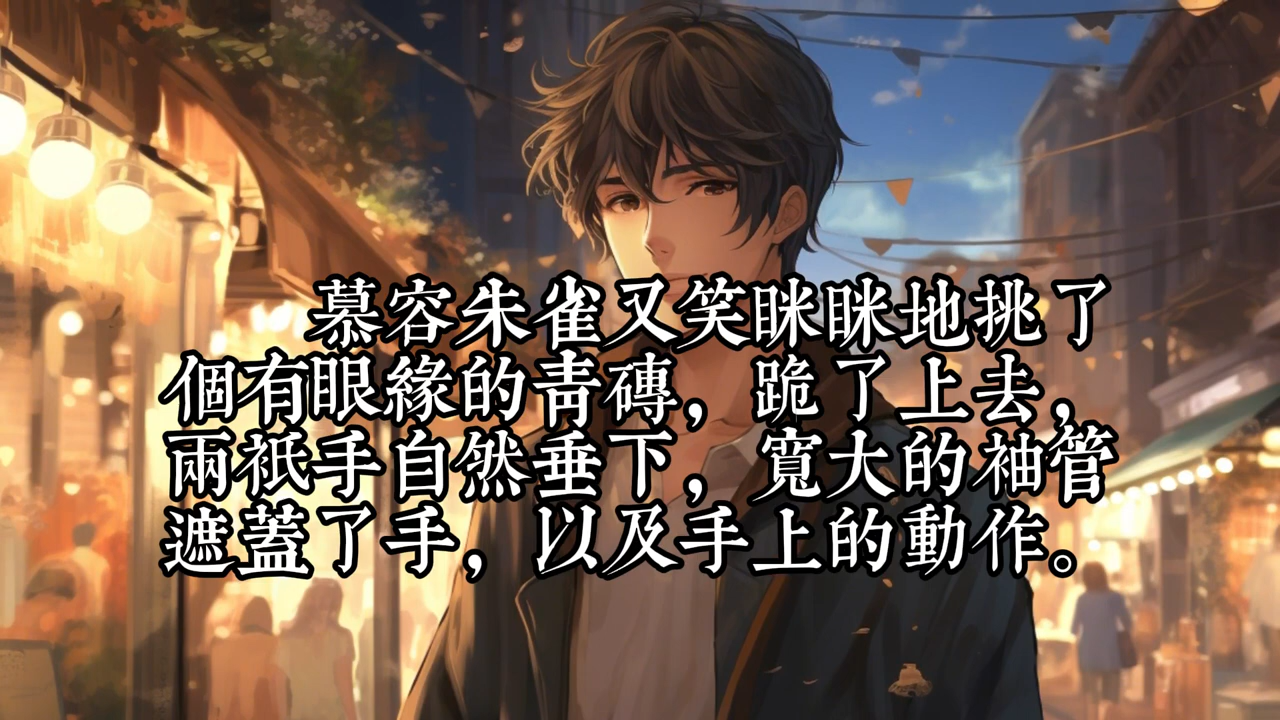 慕容朱雀又笑眯眯地挑了
個有眼緣的青磚，跪了上去，
兩衹手自然垂下，寬大的袖管
遮蓋了手，以及手上的動作。